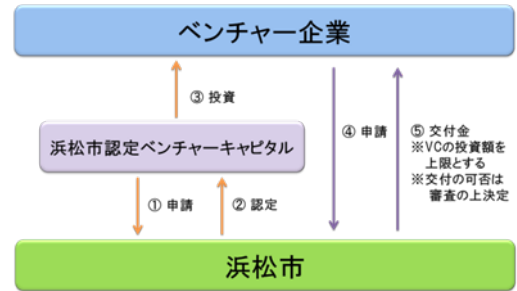 ベンチャー企業
③ 投資
浜松市認定ベンチャーキャピタル
④ 申請
⑤ 交付金
※VCの投資額を
上限とする
※交付の可否は
審査の上決定
① 申請
② 認定
浜松市